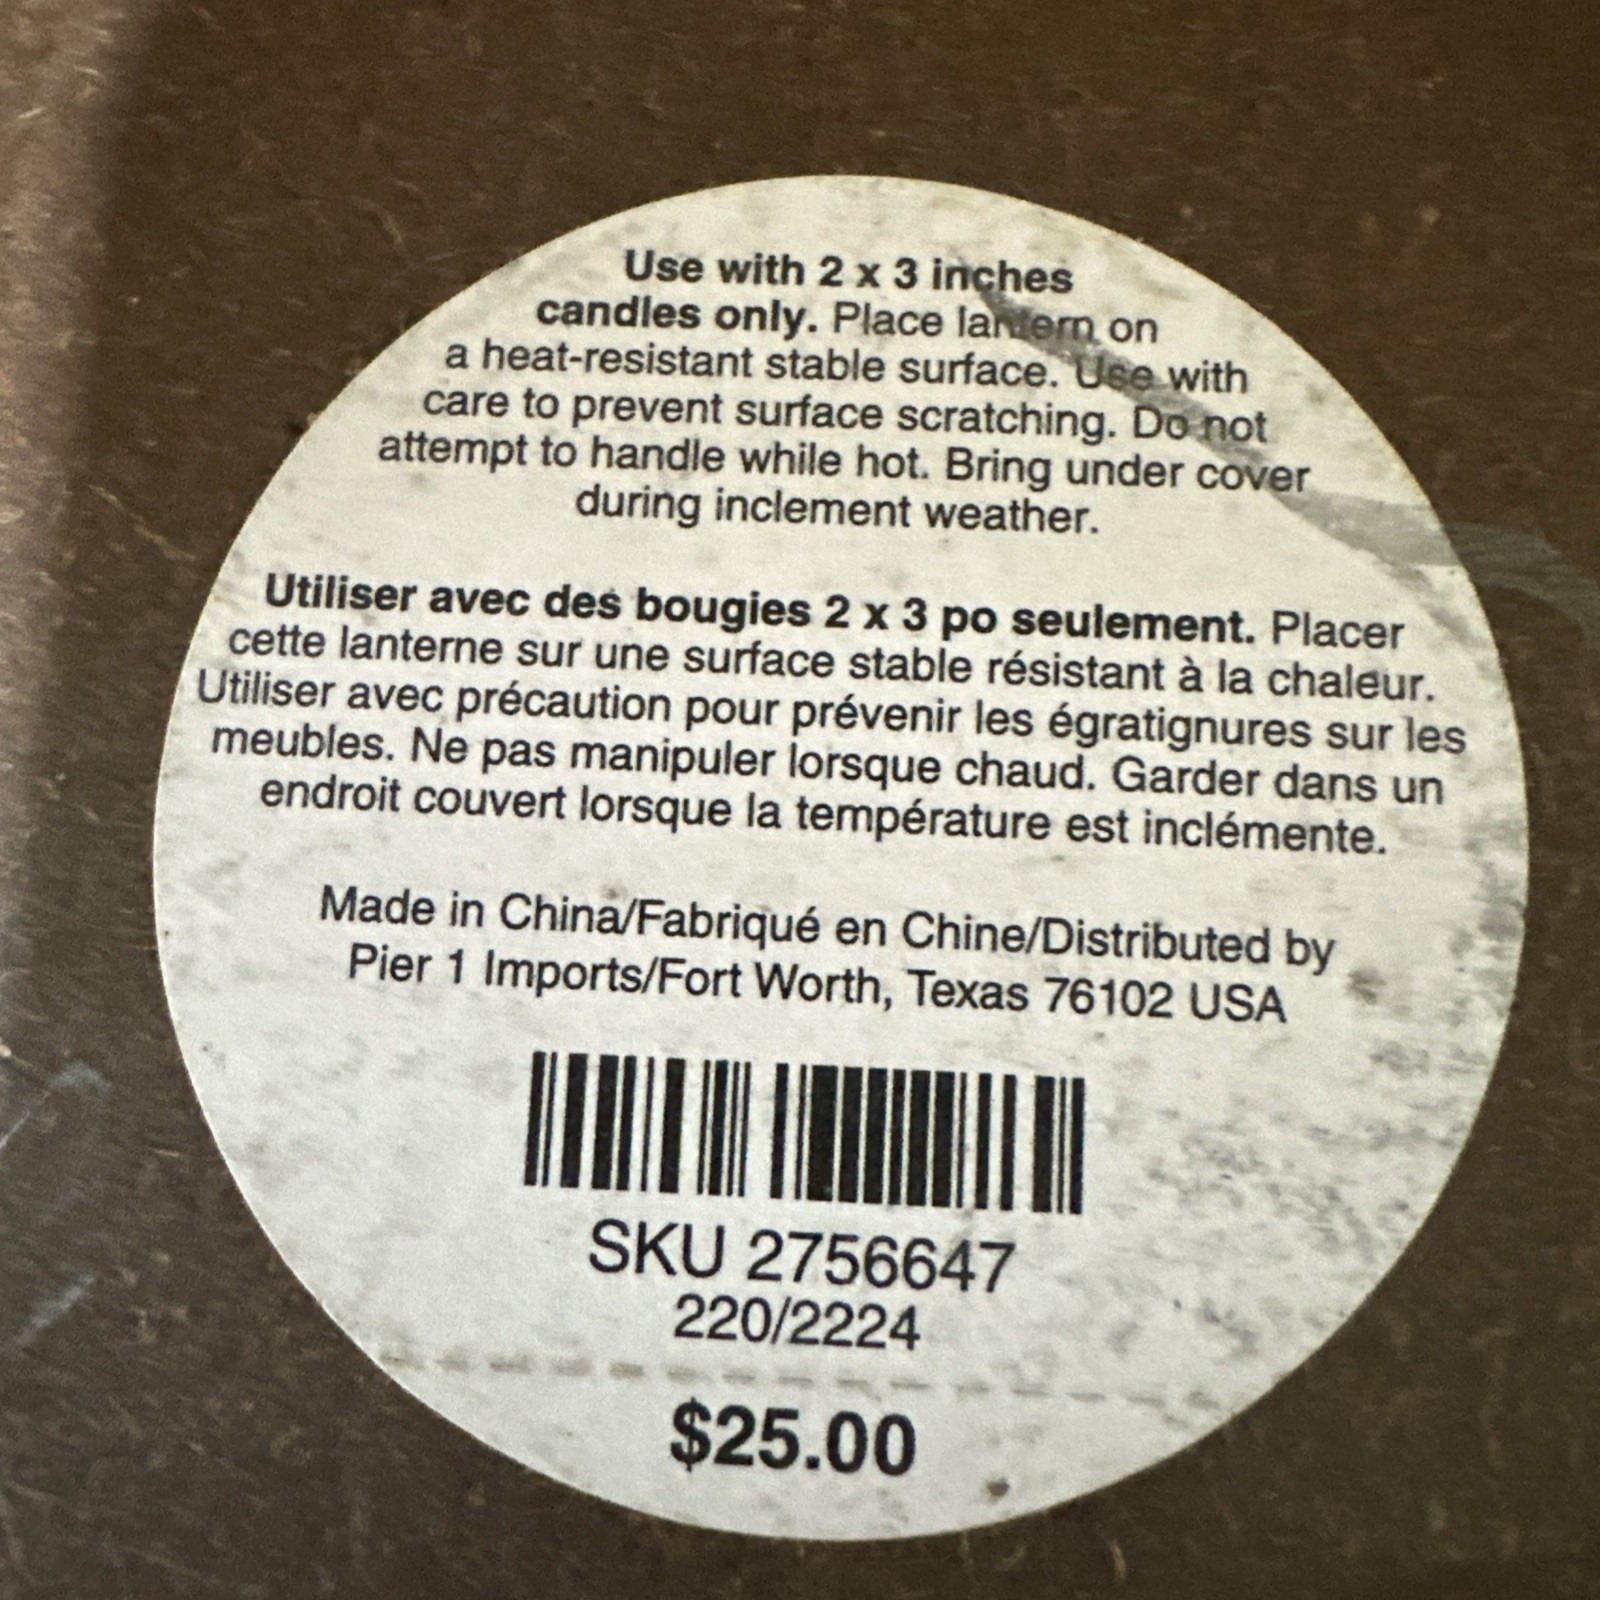 Use with 2 x 3 inches
candles only. Place lantern on
a heat-resistant stable surface. Use with
care to prevent surface scratching. Do not
attempt to handle while hot. Bring under cover
during inclement weather.
Utiliser avec des bougies 2 x 3 po seulement. Placer
cette lanterne sur une surface stable résistant à la chaleur.
Utiliser avec précaution pour prévenir les égratignures sur les
meubles. Ne pas manipuler lorsque chaud. Garder dans un
endroit couvert lorsque la température est inclémente.
Made in China/Fabriqué en Chine/Distributed by
Pier 1 Imports/Fort Worth, Texas 76102 USA
SKU 2756647
220/2224
$25.00